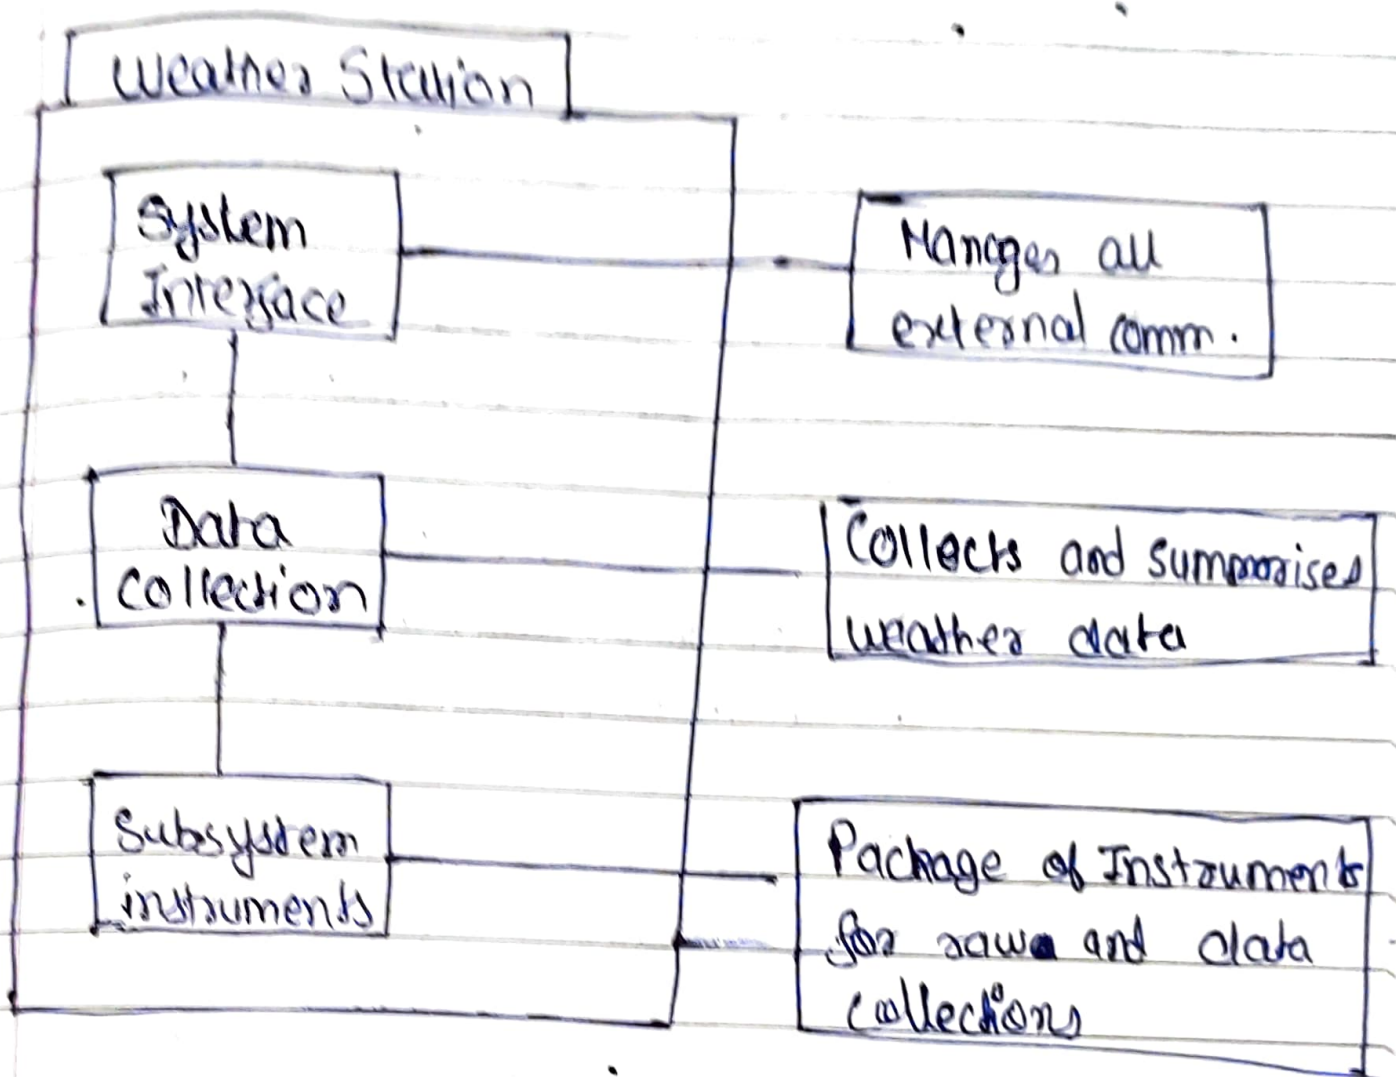 Weather Station
System
Interface
Manages all
external comm.
Data
Collection
Collects and summarises
weather data
Subsystem
instruments
Package of Instruments
for raw and data
collections